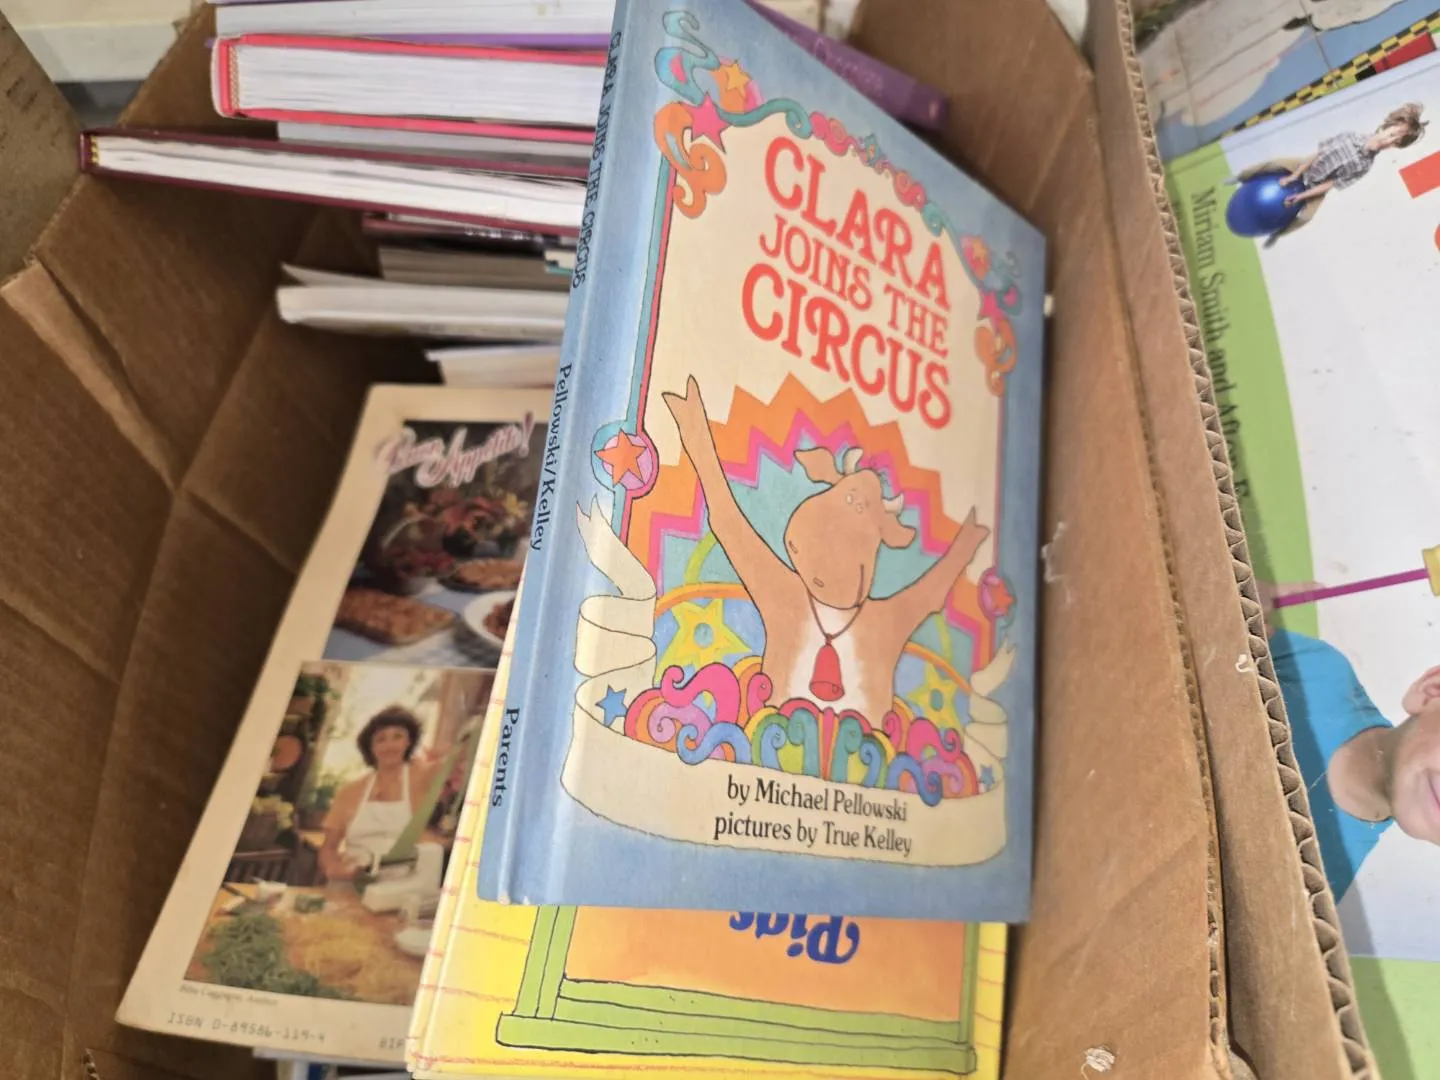 CLARA
JOINS THE
CIRCUS
by Michael Pellowski
pictures by True Kelley
CLARA JOINS THE CIRCUS
Pellowski/Kelley
Parents
Bon Appetit!
ISBN 0-89586-119-4
Pigs
Miriam Smith and